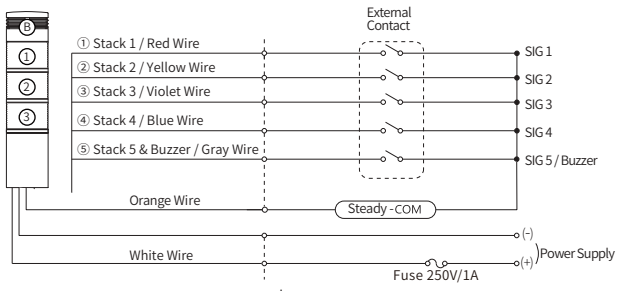 External
Contact
B
1
2
3
① Stack 1 / Red Wire
SIG 1
② Stack 2 / Yellow Wire
SIG 2
③ Stack 3 / Violet Wire
SIG 3
④ Stack 4 / Blue Wire
SIG 4
⑤ Stack 5 & Buzzer / Gray Wire
SIG 5 / Buzzer
Orange Wire
Steady - COM
(-)
White Wire
(+)
Power Supply
Fuse 250V/1A